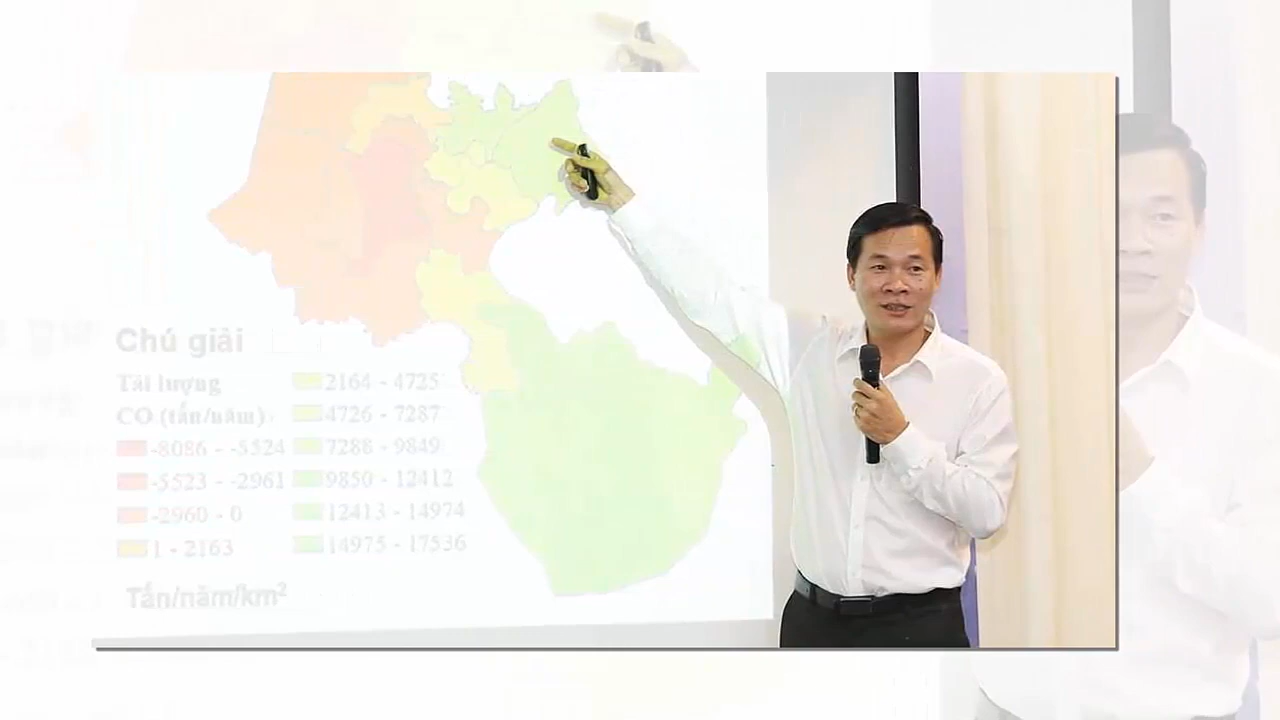 Chú giải
Tải lượng
CO (tấn/năm)
-8086 - -5524
-5523 - -2961
-2960 - 0
1 - 2163
2164 - 4725
4726 - 7287
7288 - 9849
9850 - 12412
12413 - 14974
14975 - 17536
Tấn/năm/km²